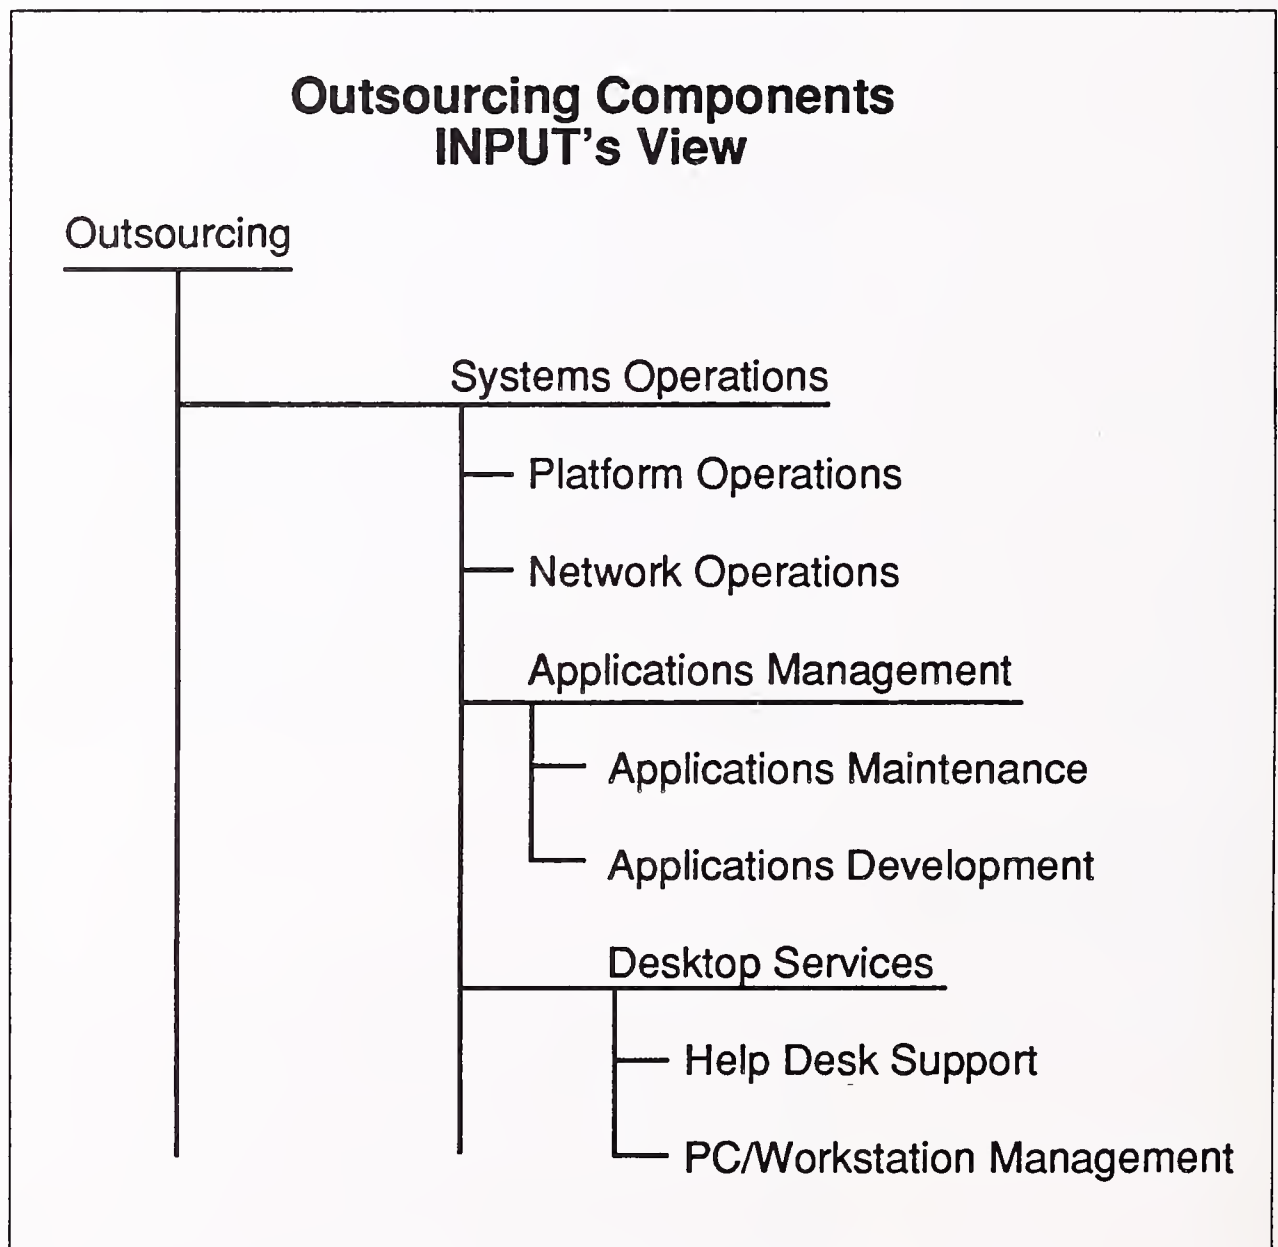 Outsourcing Components
INPUT's View
Outsourcing
Systems Operations
Platform Operations
Network Operations
Applications Management
Applications Maintenance
Applications Development
Desktop Services
Help Desk Support
PC/Workstation Management